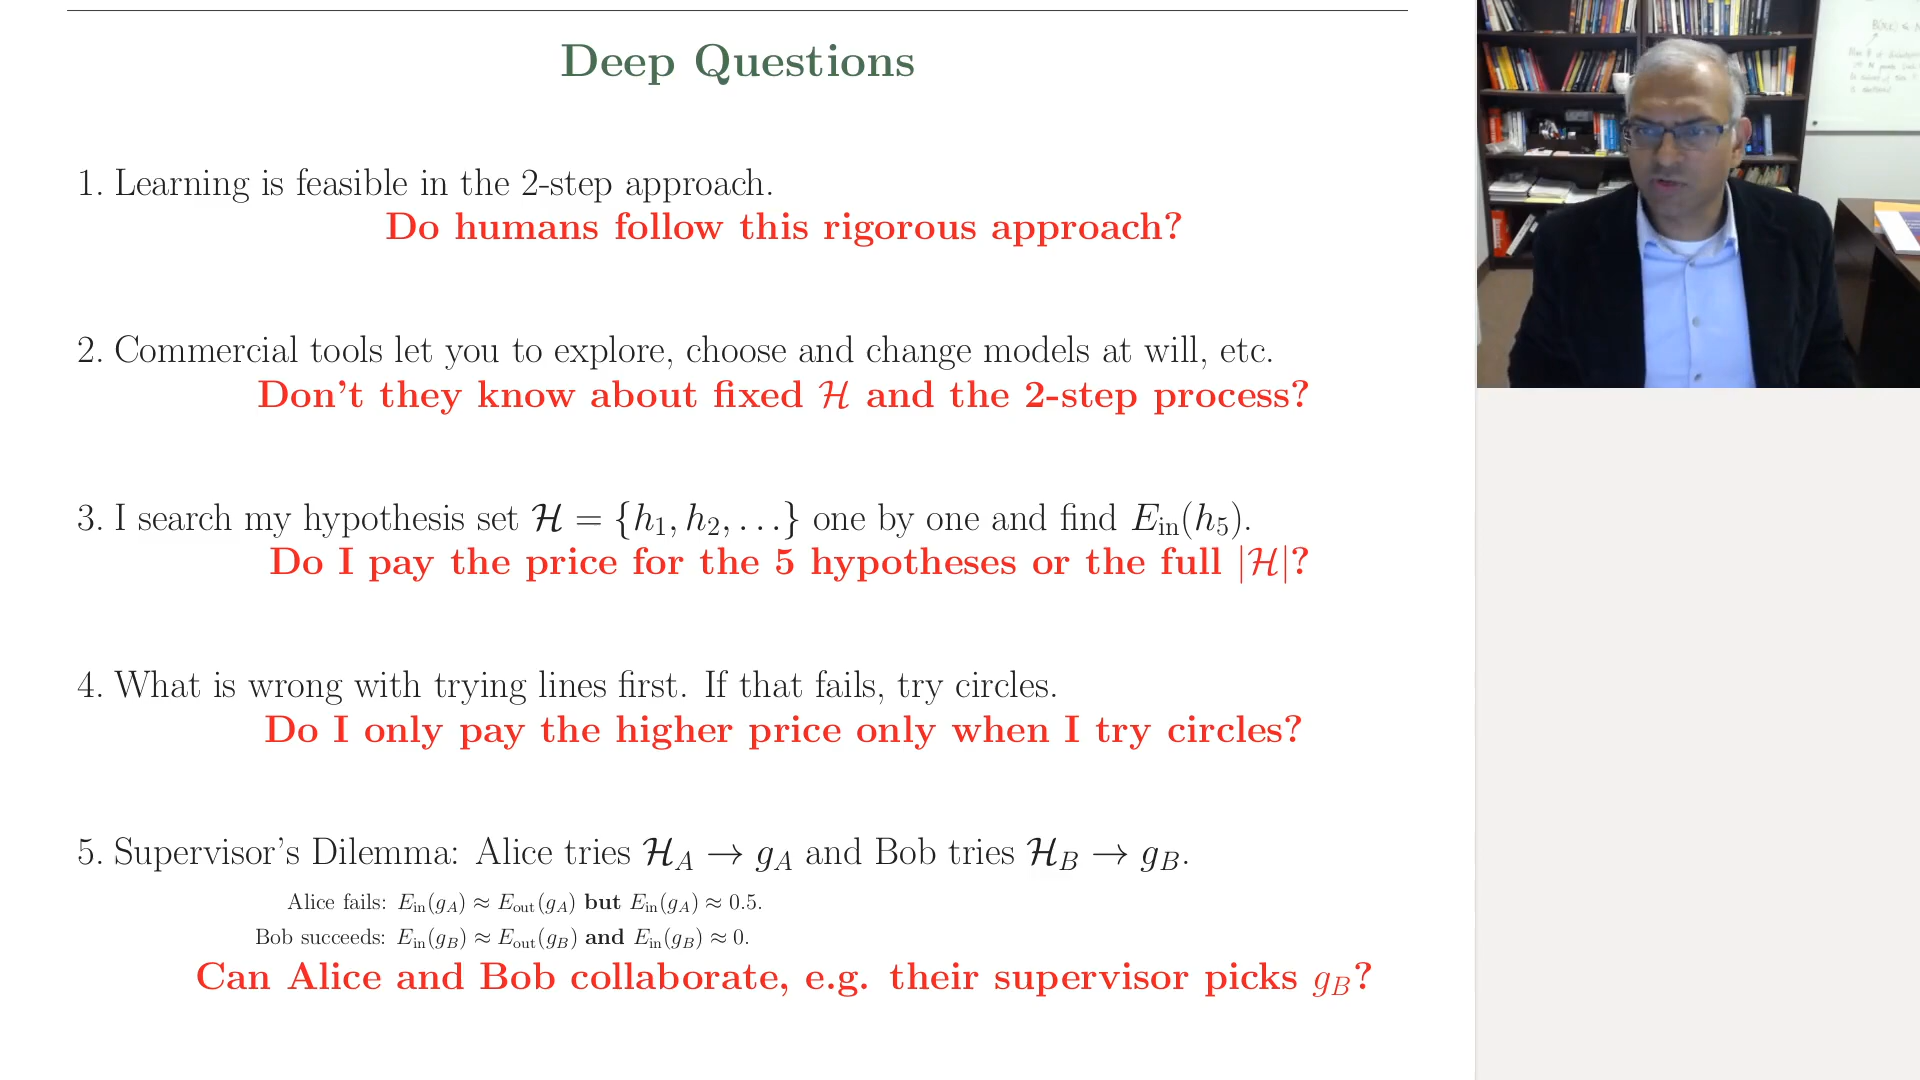 Deep Questions
1. Learning is feasible in the 2-step approach.
Do humans follow this rigorous approach?
2. Commercial tools let you to explore, choose and change models at will, etc.
Don't they know about fixed ℋ and the 2-step process?
3. I search my hypothesis set ℋ = {h₁, h₂, . . .} one by one and find E_in(h₅).
Do I pay the price for the 5 hypotheses or the full |ℋ|?
4. What is wrong with trying lines first. If that fails, try circles.
Do I only pay the higher price only when I try circles?
5. Supervisor's Dilemma: Alice tries ℋ_A → g_A and Bob tries ℋ_B → g_B.
Alice fails: E_in(g_A) ≈ E_out(g_A) but E_in(g_A) ≈ 0.5.
Bob succeeds: E_in(g_B) ≈ E_out(g_B) and E_in(g_B) ≈ 0.
Can Alice and Bob collaborate, e.g. their supervisor picks g_B?